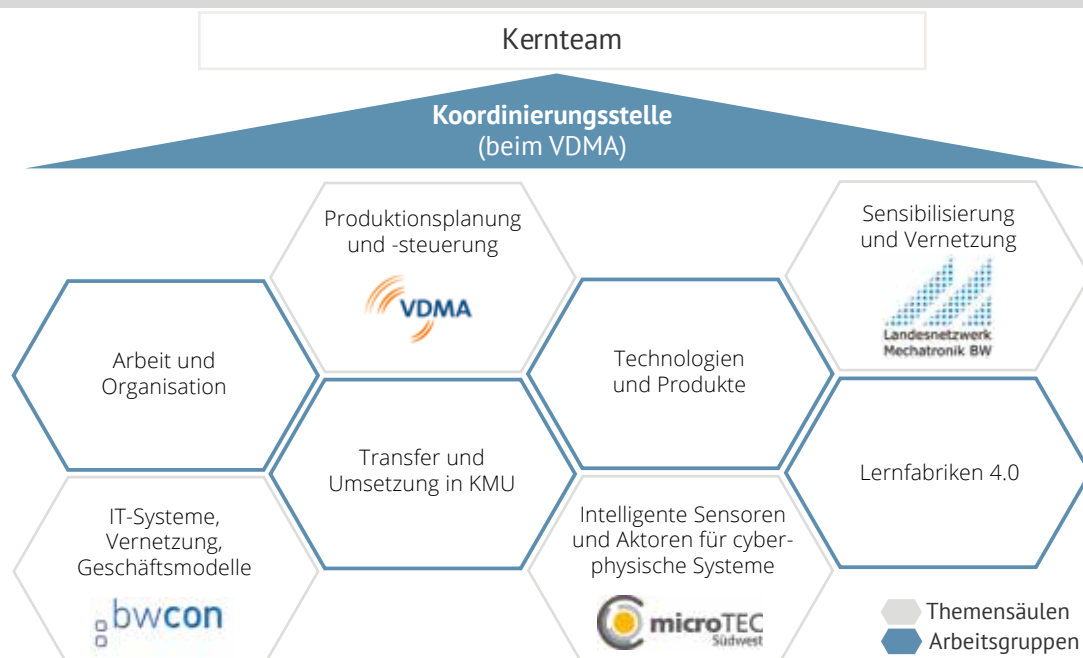 Kernteam
Koordinierungsstelle
(beim VDMA)
Produktionsplanung
und -steuerung
VDMA
Sensibilisierung
und Vernetzung
Landesnetzwerk
Mechatronik BW
Arbeit und
Organisation
Technologien
und Produkte
Transfer und
Umsetzung in KMU
Lernfabriken 4.0
IT-Systeme,
Vernetzung,
Geschäftsmodelle
bwcon
Intelligente Sensoren
und Aktoren für cyber-
physische Systeme
microTEC
Südwest
Themensäulen
Arbeitsgruppen